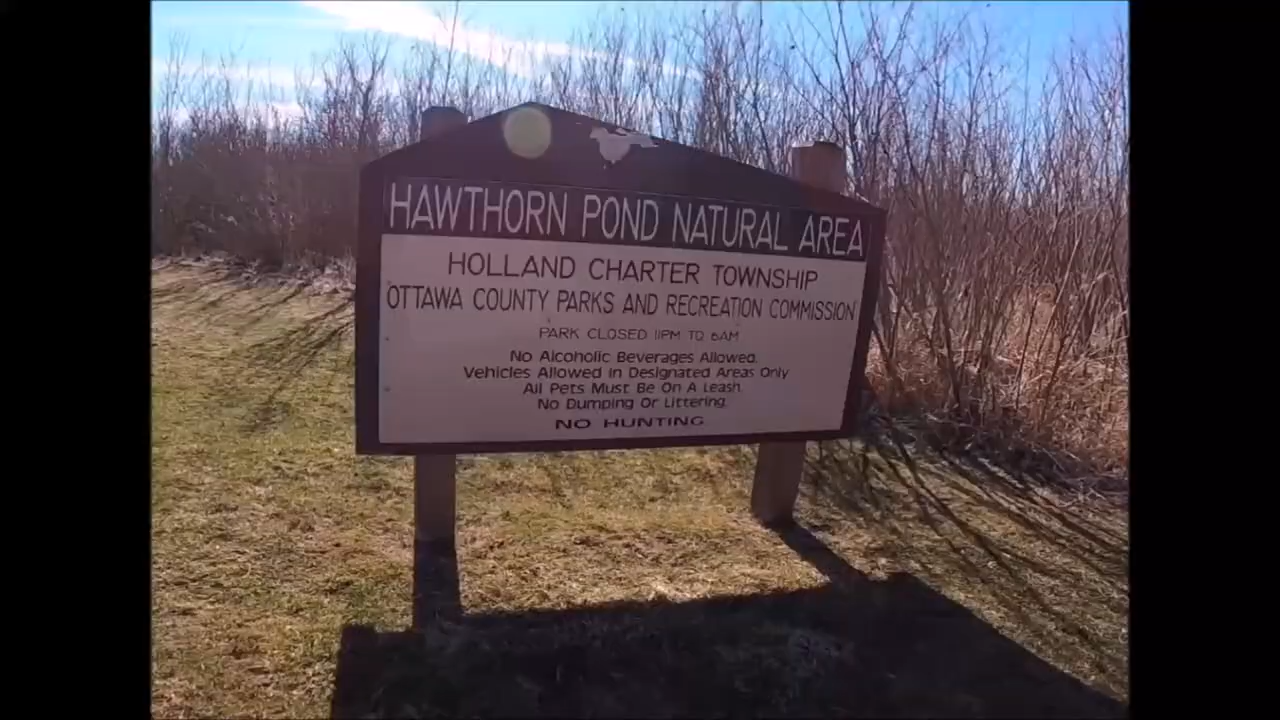 HAWTHORN POND NATURAL AREA
HOLLAND CHARTER TOWNSHIP
OTTAWA COUNTY PARKS AND RECREATION COMMISSION
PARK CLOSED 11PM TO 6AM
No Alcoholic Beverages Allowed.
Vehicles Allowed In Designated Areas Only
All Pets Must Be On A Leash.
No Dumping Or Littering.
NO HUNTING